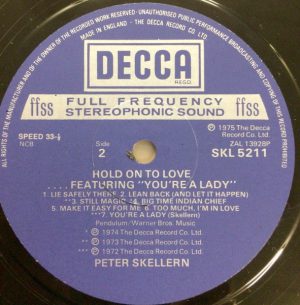 ALL RIGHTS OF THE MANUFACTURER AND OF THE OWNER OF THE RECORDED WORK RESERVED · UNAUTHORISED PUBLIC PERFORMANCE BROADCASTING AND COPYING OF THIS RECORD PROHIBITED
MADE IN ENGLAND, THE DECCA RECORD CO. LTD.
DECCA
REGD.
ffss FULL FREQUENCY ffss
STEREOPHONIC SOUND
SPEED 33-⅓
NCB
Side
2
℗ 1975 The Decca
Record Co. Ltd.
ZAL 13928P
SKL 5211
HOLD ON TO LOVE
....FEATURING "YOU'RE A LADY"
1. LIE SAFELY THERE 2. LEAN BACK (AND LET IT HAPPEN)
**3. STILL MAGIC *4. BIG TIME INDIAN CHIEF
5. MAKE IT EASY FOR ME 6. TOO MUCH, I'M IN LOVE
***7. YOU'RE A LADY (Skellern)
Pendulum/Warner Bros. Music
* ℗ 1974 The Decca Record Co. Ltd.
** ℗ 1973 The Decca Record Co. Ltd.
*** ℗ 1972 The Decca Record Co. Ltd.
PETER SKELLERN